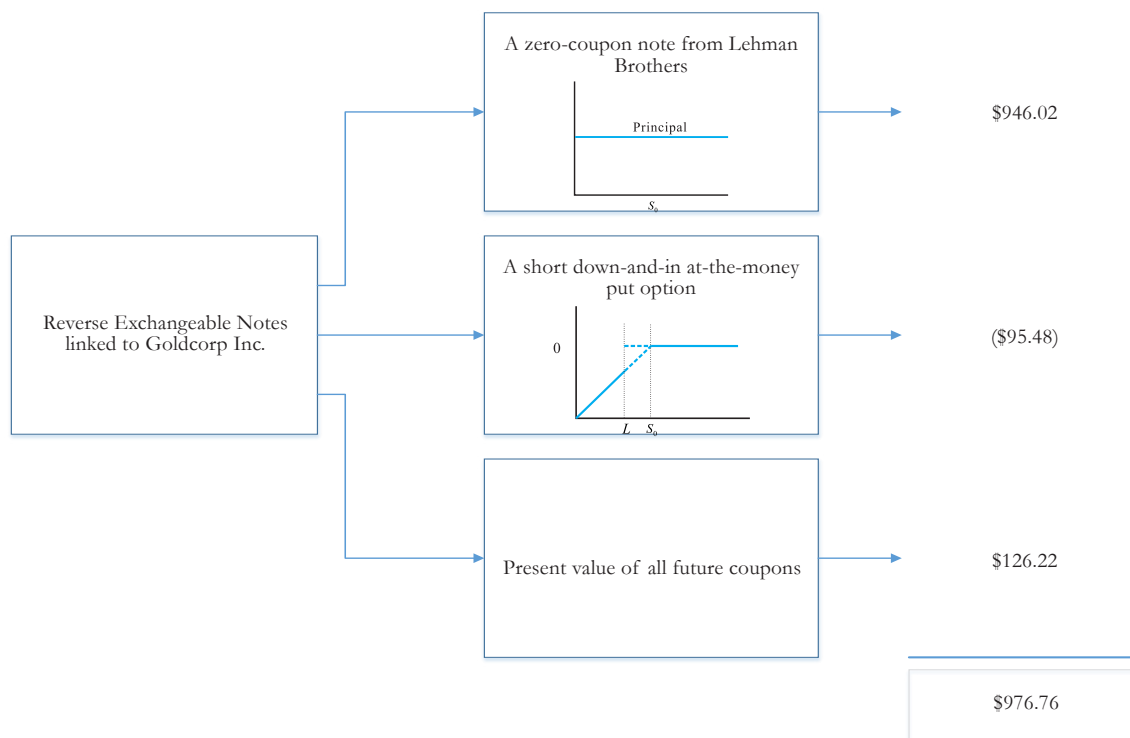 A zero-coupon note from Lehman
Brothers
Principal
S₀
$946.02
Reverse Exchangeable Notes
linked to Goldcorp Inc.
A short down-and-in at-the-money
put option
0
L S₀
($95.48)
Present value of all future coupons
$126.22
$976.76